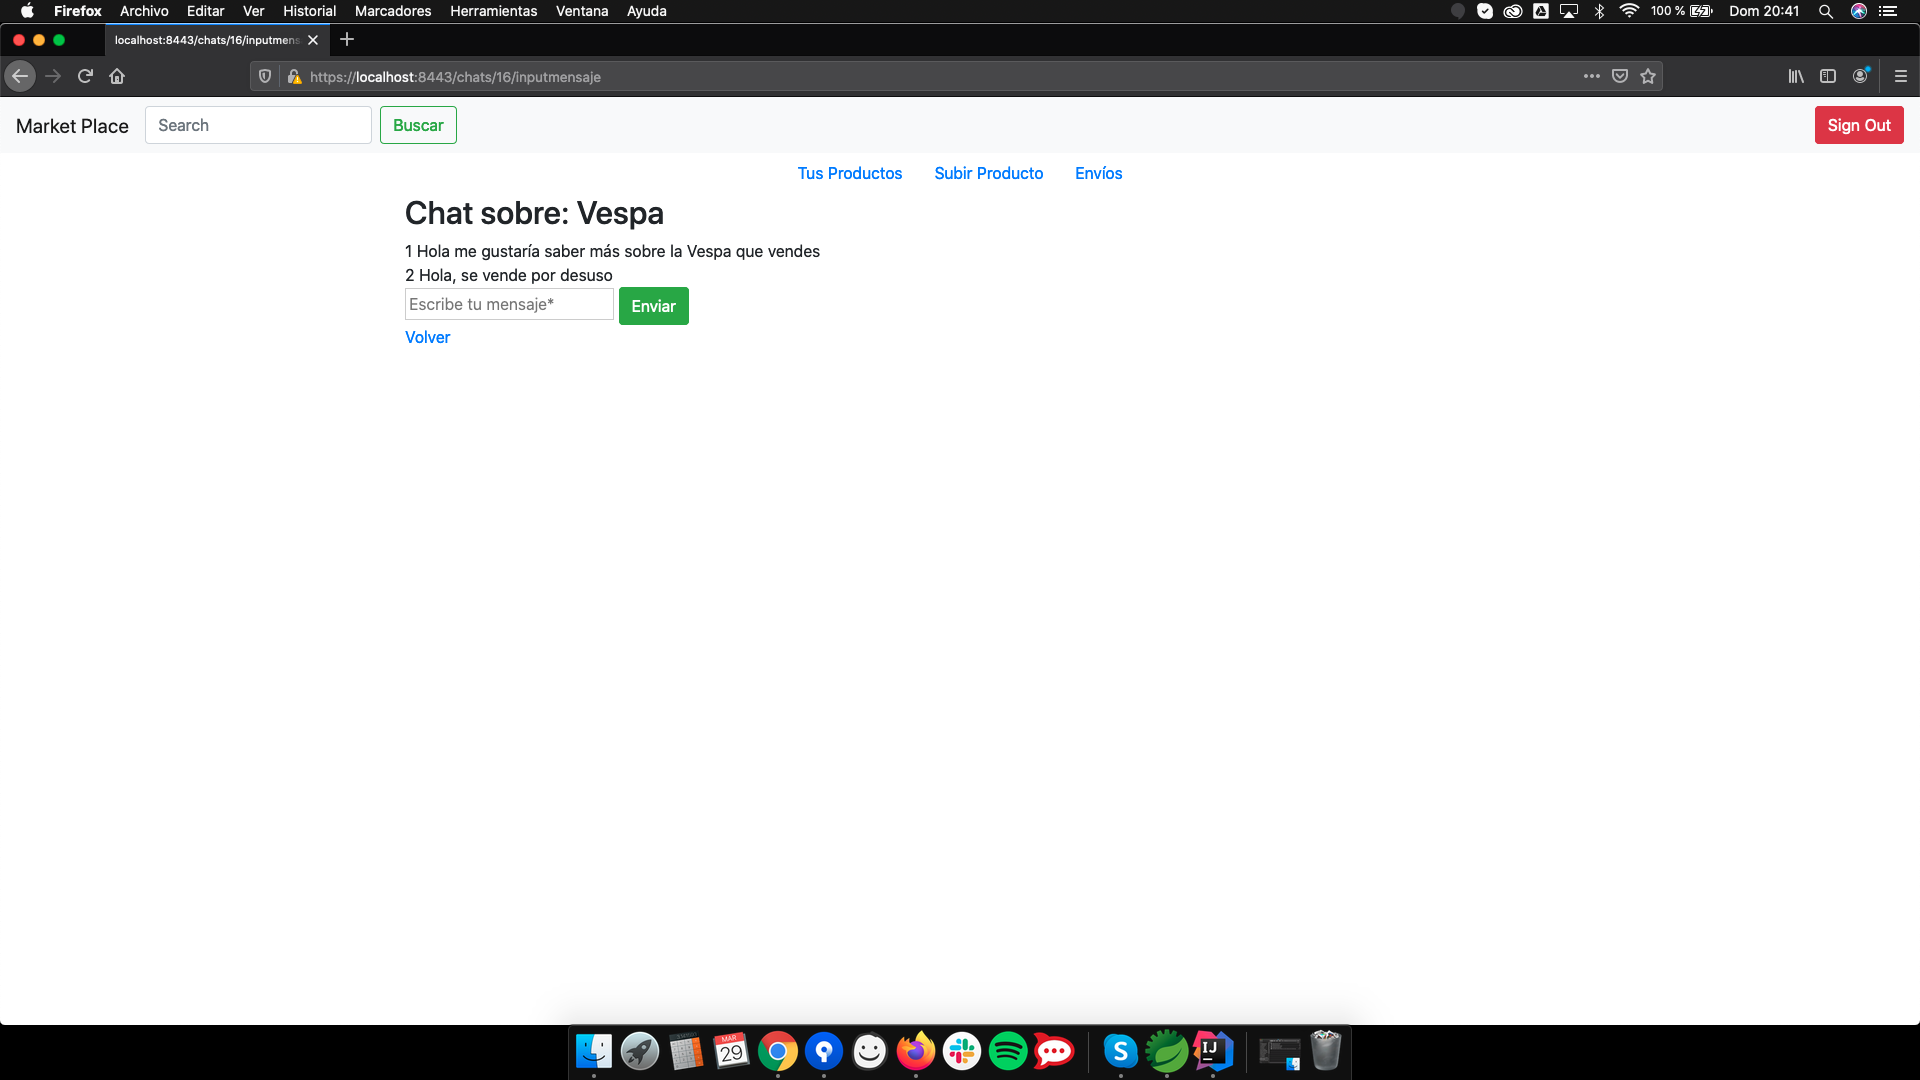 Firefox Archivo Editar Ver Historial Marcadores Herramientas Ventana Ayuda 100 % Dom 20:41
localhost:8443/chats/16/inputmens
https://localhost:8443/chats/16/inputmensaje
Market Place Search Buscar Sign Out
Tus Productos Subir Producto Envíos
Chat sobre: Vespa
1 Hola me gustaría saber más sobre la Vespa que vendes
2 Hola, se vende por desuso
Escribe tu mensaje* Enviar
Volver
MAR
29
S
IJ